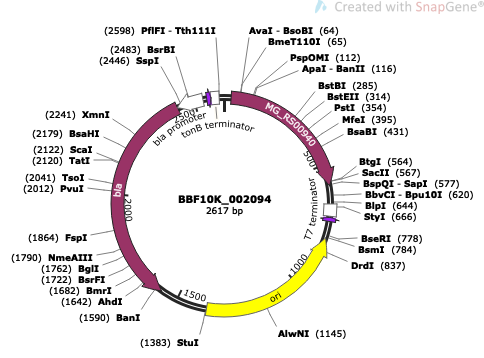 Created with SnapGene®
(2598) PflFI - Tth111I
(2483) BsrBI
(2446) SspI
(2241) XmnI
(2179) BsaHI
(2122) ScaI
(2120) TatI
(2041) TsoI
(2012) PvuI
(1864) FspI
(1790) NmeAIII
(1762) BglI
(1722) BsrFI
(1682) BmrI
(1642) AhdI
(1590) BanI
(1383) StuI
AvaI - BsoBI (64)
BmeT110I (65)
PspOMI (112)
ApaI - BanII (116)
BstBI (285)
BstEII (314)
PstI (354)
MfeI (395)
BsaBI (431)
BtgI (564)
SacII (567)
BspQI - SapI (577)
BbvCI - Bpu10I (620)
BlpI (644)
StyI (666)
BseRI (778)
BsmI (784)
DrdI (837)
AlwNI (1145)
bla promoter
tonB terminator
MG_RS00940
T7 terminator
ori
bla
500
1000
1500
2000
2500
BBF10K_002094
2617 bp